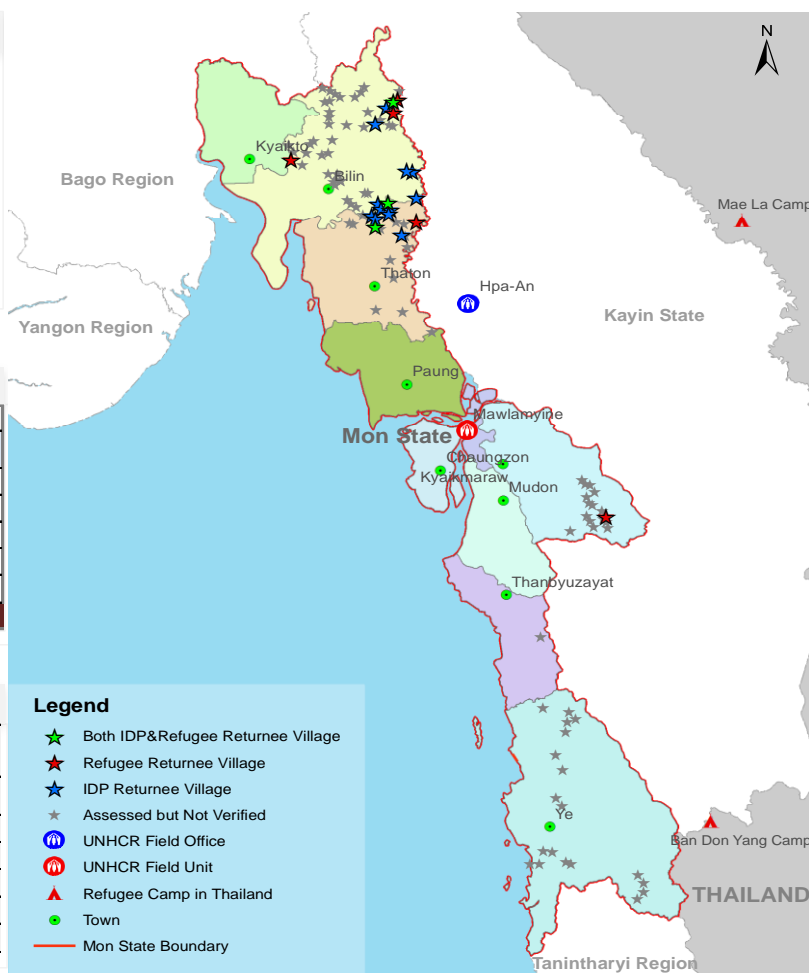 N
Kyaikto
Bilin
Bago Region
Mae La Camp
Thaton
Hpa-An
Kayin State
Yangon Region
Paung
Mawlamyine
Mon State
Chaungzon
Kyaikmaraw
Mudon
Thanbyuzayat
Legend
Both IDP&Refugee Returnee Village
Refugee Returnee Village
IDP Returnee Village
Assessed but Not Verified
UNHCR Field Office
UNHCR Field Unit
Refugee Camp in Thailand
Town
Mon State Boundary
Ye
Ban Don Yang Camp
THAILAND
Tanintharyi Region